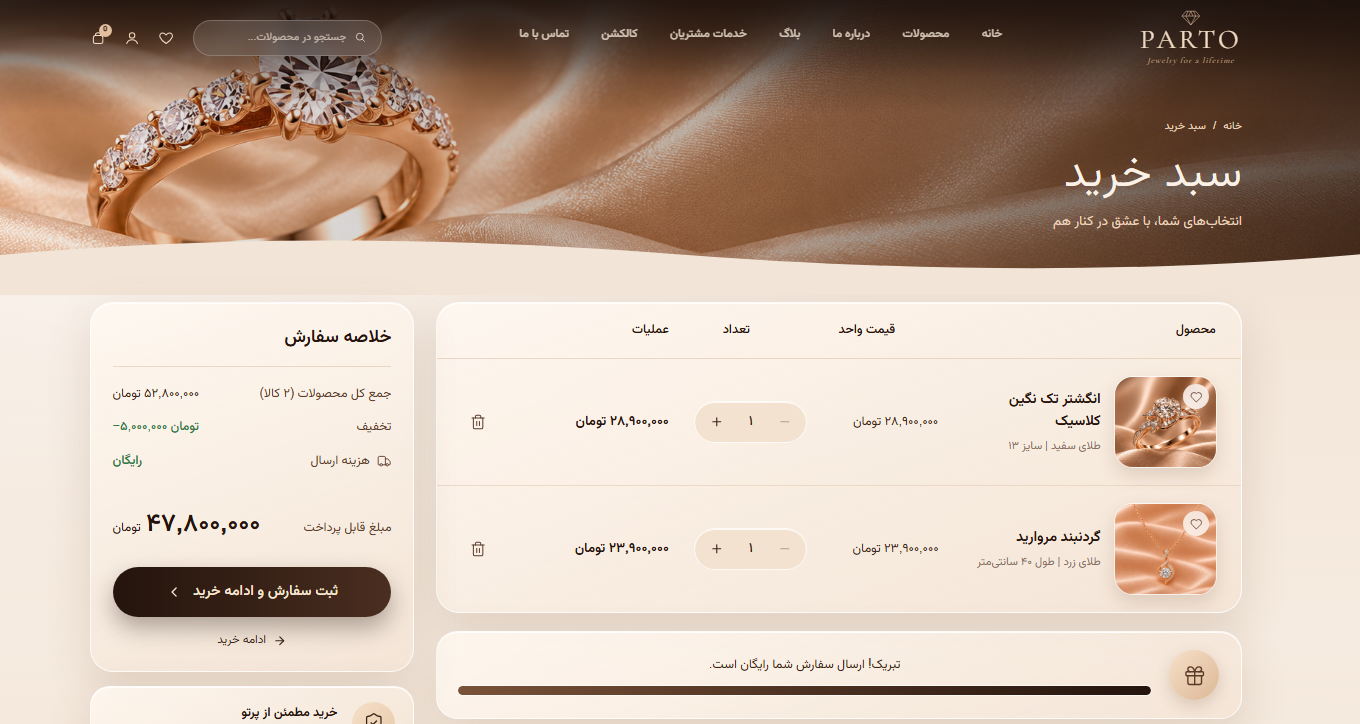 PARTO
Jewelry for a lifetime
خانه
محصولات
درباره ما
بلاگ
خدمات مشتریان
کالکشن
تماس با ما
جستجو در محصولات...
0
خانه / سبد خرید
سبد خرید
انتخاب‌های شما، با عشق در کنار هم
محصول
قیمت واحد
تعداد
عملیات
انگشتر تک نگین
کلاسیک
طلای سفید | سایز ۱۳
۲۸,۹۰۰,۰۰۰ تومان
− ۱ +
۲۸,۹۰۰,۰۰۰ تومان
گردنبند مروارید
طلای زرد | طول ۴۰ سانتی‌متر
۲۳,۹۰۰,۰۰۰ تومان
− ۱ +
۲۳,۹۰۰,۰۰۰ تومان
تبریک! ارسال سفارش شما رایگان است.
خلاصه سفارش
جمع کل محصولات (۲ کالا)
۵۲,۸۰۰,۰۰۰ تومان
تخفیف
−۵,۰۰۰,۰۰۰ تومان
هزینه ارسال
رایگان
مبلغ قابل پرداخت
۴۷,۸۰۰,۰۰۰ تومان
ثبت سفارش و ادامه خرید
ادامه خرید
خرید مطمئن از پرتو